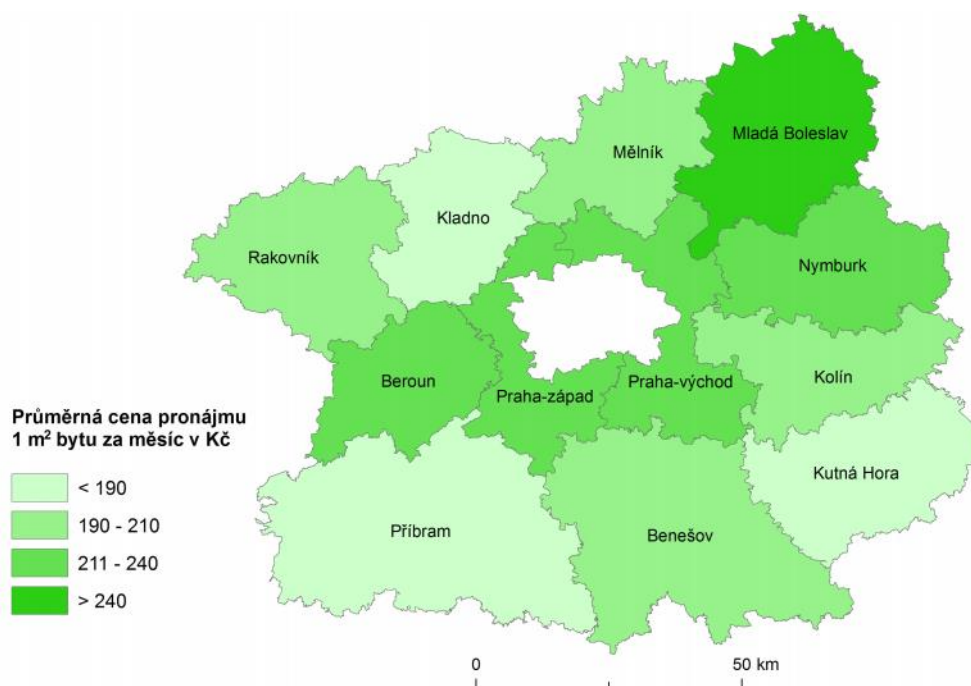 Mladá Boleslav
Mělník
Kladno
Rakovník
Nymburk
Beroun
Praha-západ
Praha-východ
Kolín
Průměrná cena pronájmu
1 m² bytu za měsíc v Kč
< 190
190 - 210
211 - 240
> 240
Kutná Hora
Příbram
Benešov
0
50 km